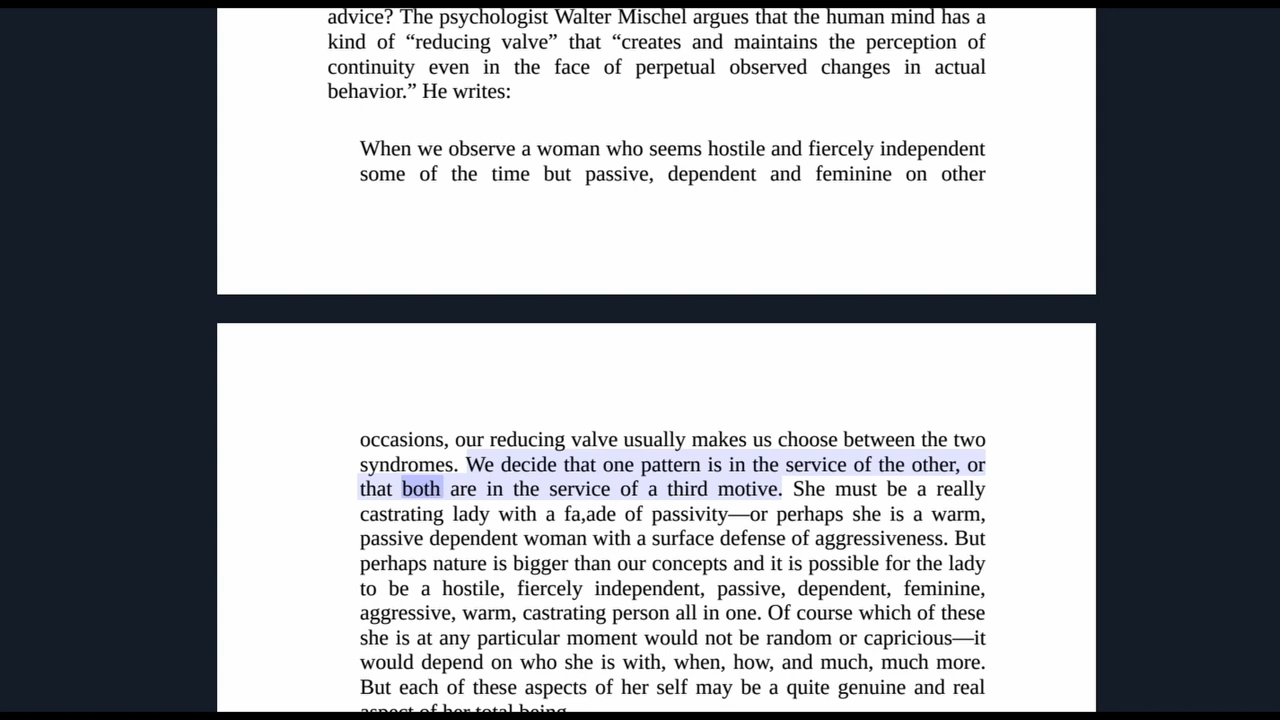 advice? The psychologist Walter Mischel argues that the human mind has a
kind of “reducing valve” that “creates and maintains the perception of
continuity even in the face of perpetual observed changes in actual
behavior.” He writes:
When we observe a woman who seems hostile and fiercely independent
some of the time but passive, dependent and feminine on other
occasions, our reducing valve usually makes us choose between the two
syndromes. We decide that one pattern is in the service of the other, or
that both are in the service of a third motive. She must be a really
castrating lady with a fa,ade of passivity—or perhaps she is a warm,
passive dependent woman with a surface defense of aggressiveness. But
perhaps nature is bigger than our concepts and it is possible for the lady
to be a hostile, fiercely independent, passive, dependent, feminine,
aggressive, warm, castrating person all in one. Of course which of these
she is at any particular moment would not be random or capricious—it
would depend on who she is with, when, how, and much, much more.
But each of these aspects of her self may be a quite genuine and real
aspect of her total being.